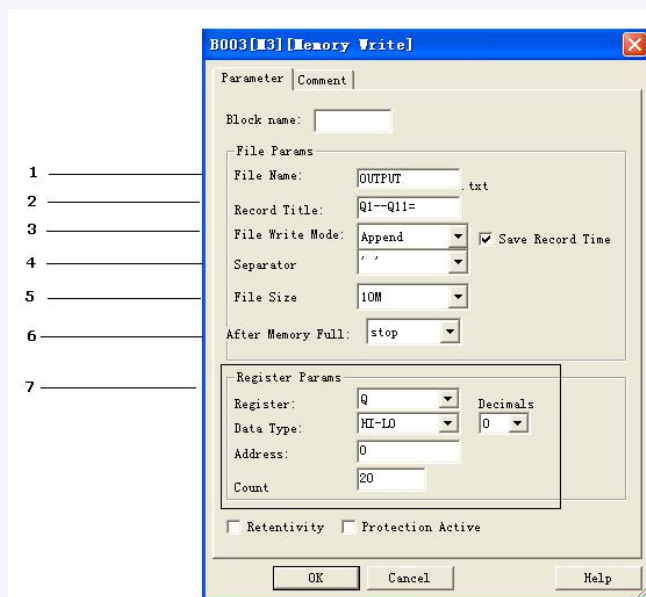 B003[M3][Memory Write]
Parameter Comment
Block name:
File Params
1 File Name: OUTPUT .txt
2 Record Title: Q1--Q11=
3 File Write Mode: Append Save Record Time
4 Separator ' '
5 File Size 10M
6 After Memory Full: stop
7 Register Params
Register: Q Decimals
Data Type: HI-LO 0
Address: 0
Count 20
Retentivity Protection Active
OK Cancel Help